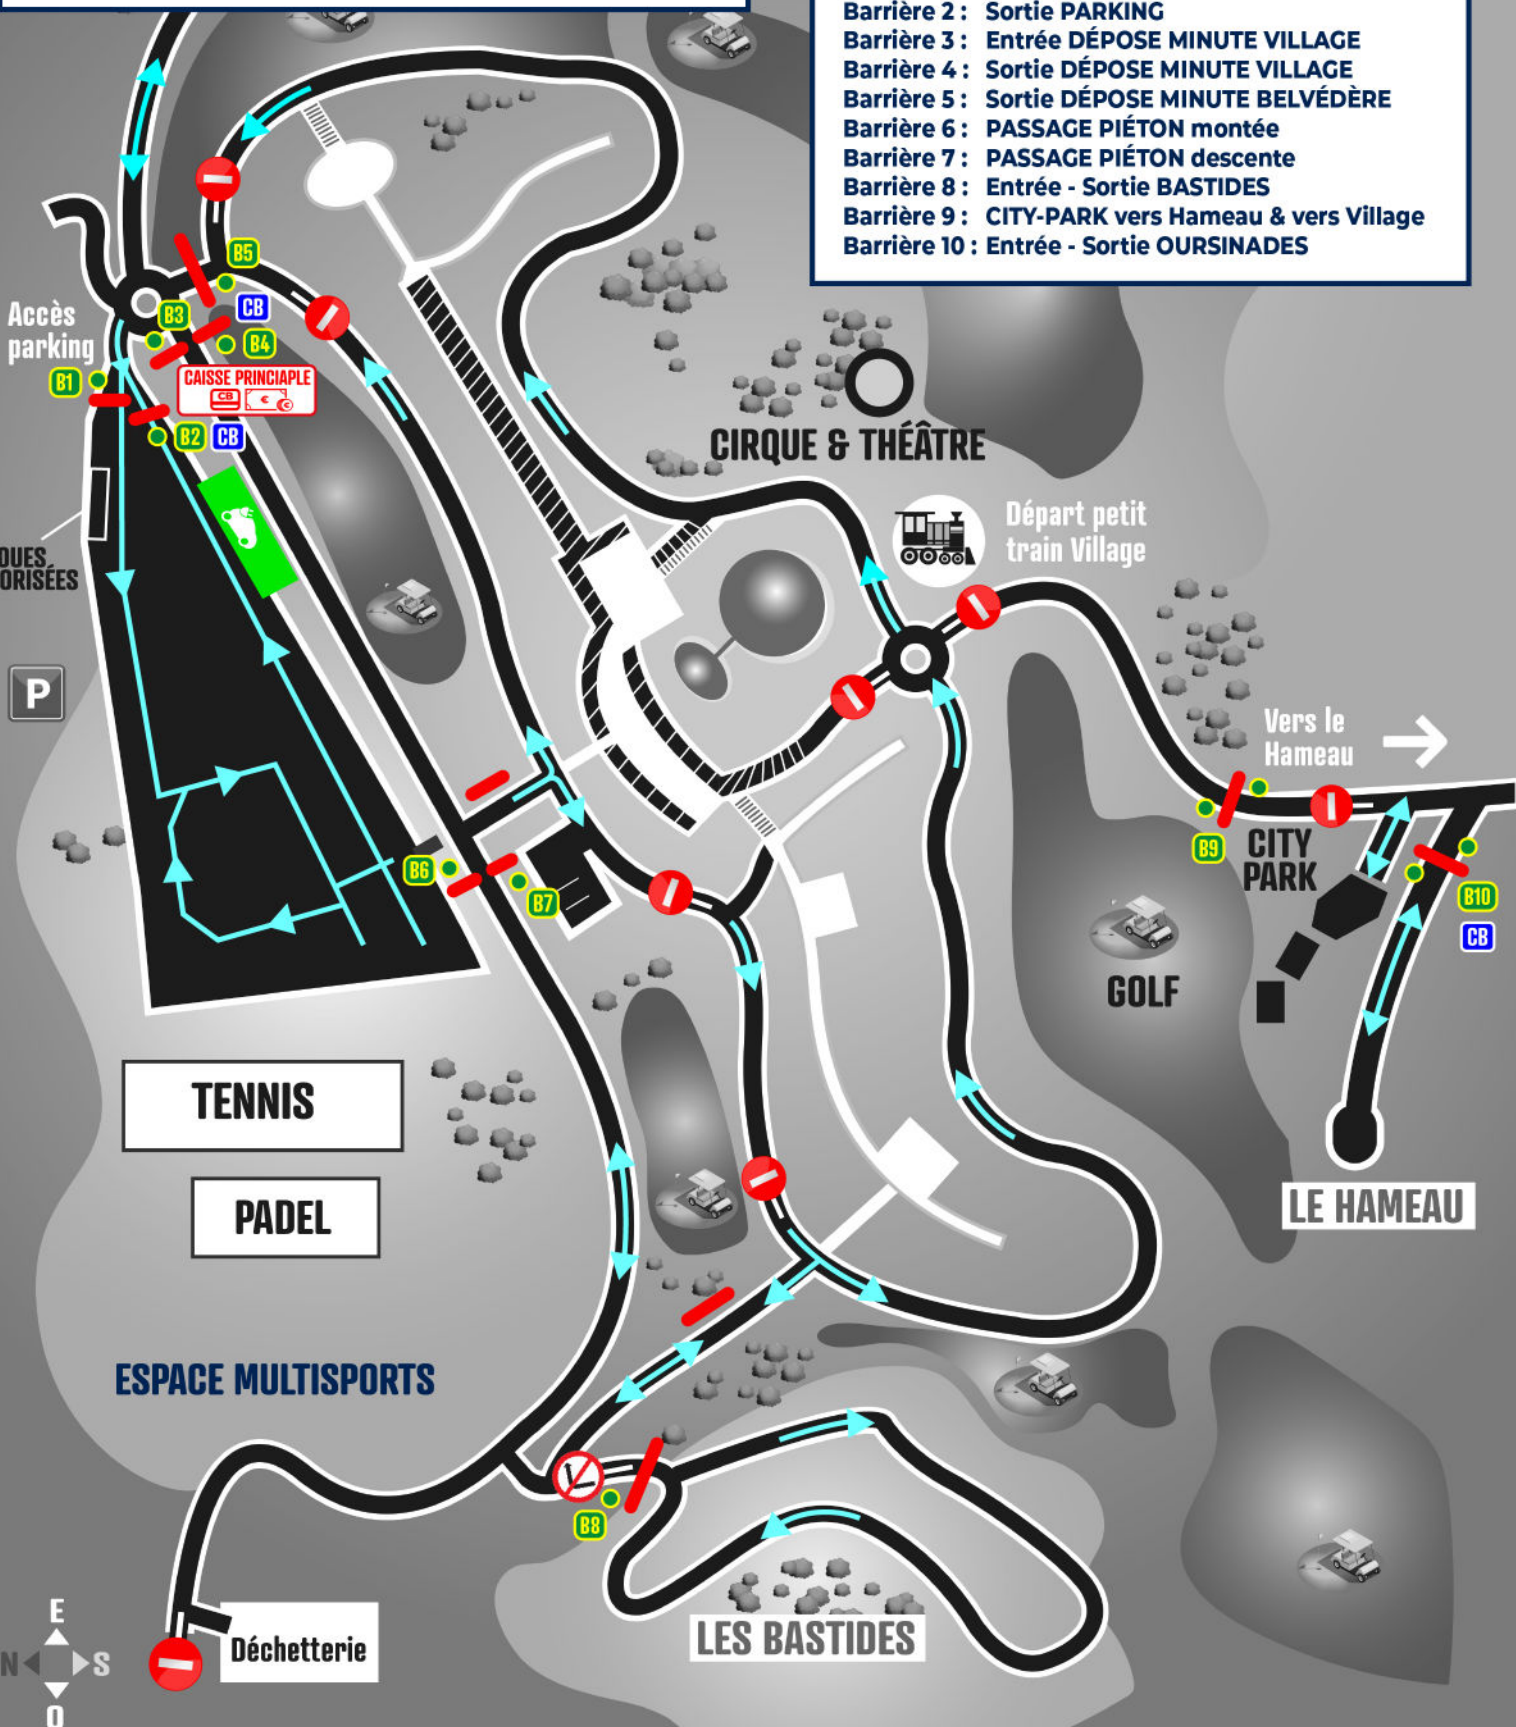 Barrière 2 : Sortie PARKING
Barrière 3 : Entrée DÉPOSE MINUTE VILLAGE
Barrière 4 : Sortie DÉPOSE MINUTE VILLAGE
Barrière 5 : Sortie DÉPOSE MINUTE BELVÉDÈRE
Barrière 6 : PASSAGE PIÉTON montée
Barrière 7 : PASSAGE PIÉTON descente
Barrière 8 : Entrée - Sortie BASTIDES
Barrière 9 : CITY-PARK vers Hameau & vers Village
Barrière 10 : Entrée - Sortie OURSINADES
B5
CB
B3
B4
Accès
parking
B1
CAISSE PRINCIAPLE
CB € €
B2 CB
CIRQUE & THÉÂTRE
Départ petit
train Village
OUES
ORISÉES
P
Vers le
Hameau
B9
CITY
PARK
B6
B7
B10
CB
GOLF
TENNIS
PADEL
LE HAMEAU
ESPACE MULTISPORTS
B8
LES BASTIDES
Déchetterie
E
N S
O